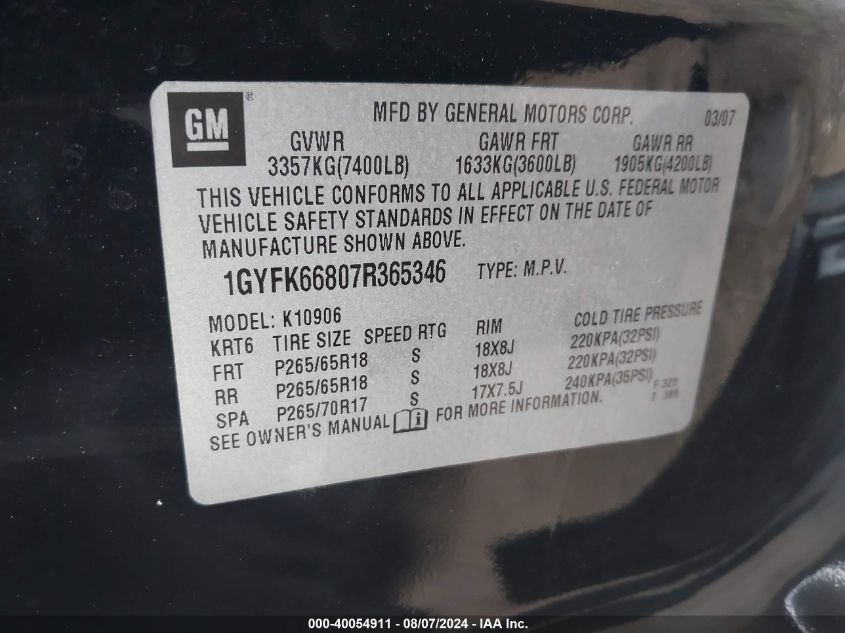 GM ®
MFD BY GENERAL MOTORS CORP. 03/07
GVWR GAWR FRT GAWR RR
3357KG(7400LB) 1633KG(3600LB) 1905KG(4200LB)
THIS VEHICLE CONFORMS TO ALL APPLICABLE U.S. FEDERAL MOTOR
VEHICLE SAFETY STANDARDS IN EFFECT ON THE DATE OF
MANUFACTURE SHOWN ABOVE.
1GYFK66807R365346 TYPE: M.P.V.
MODEL: K10906
KRT6 TIRE SIZE SPEED RTG RIM COLD TIRE PRESSURE
FRT P265/65R18 S 18X8J 220KPA(32PSI)
RR P265/65R18 S 18X8J 220KPA(32PSI)
SPA P265/70R17 S 17X7.5J 240KPA(35PSI)
SEE OWNER'S MANUAL FOR MORE INFORMATION.
000-40054911 - 08/07/2024 - IAA Inc.